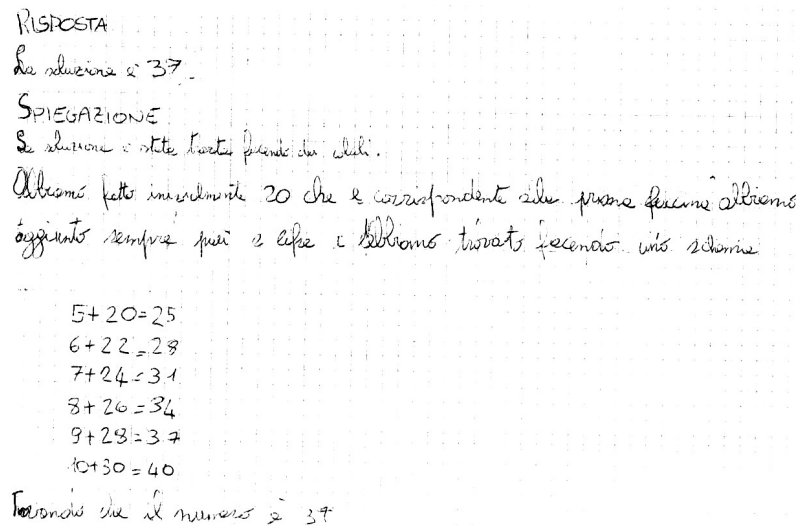 RISPOSTA
La soluzione è 37.
SPIEGAZIONE
La soluzione è stata trovata facendo dei calcoli.
Abbiamo fatto inizialmente 20 che è corrispondente alla prima abbiamo
aggiunto sempre più 2 e abbiamo trovato facendo uno schema
5+20=25
6+22=28
7+24=31
8+26=34
9+28=37
10+30=40
Trovando che il numero è 37